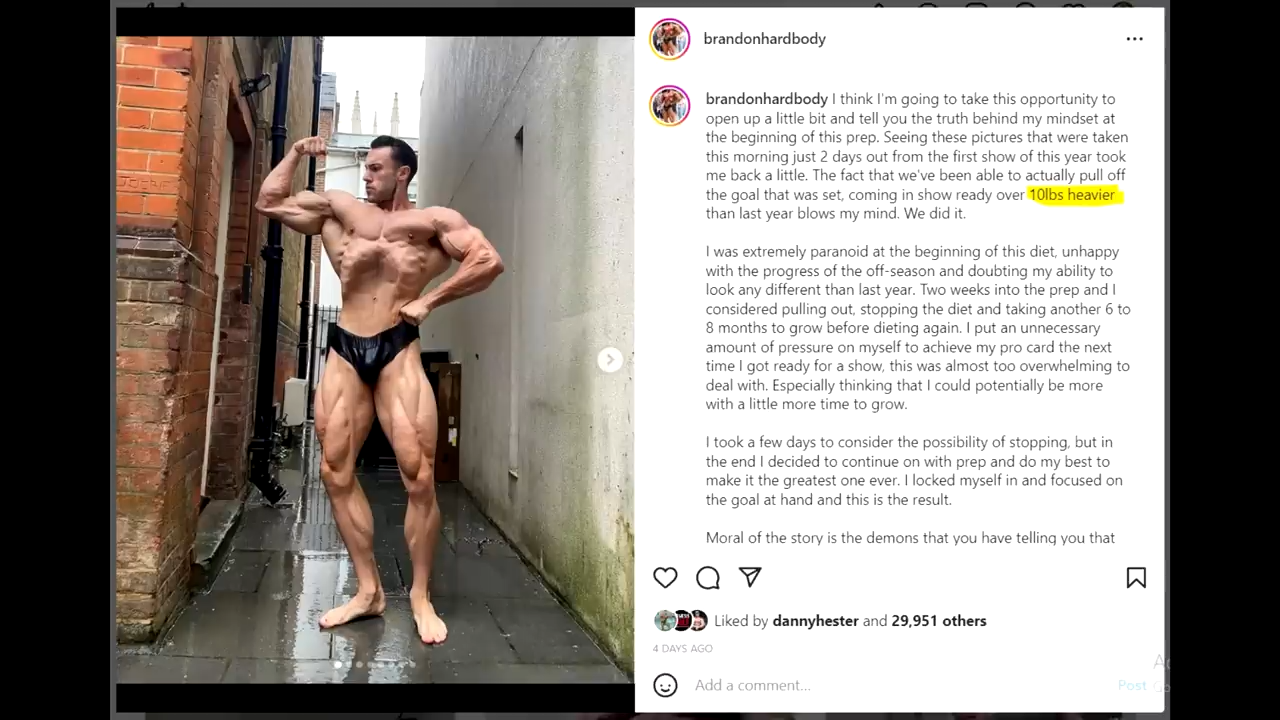 brandonhardbody
brandonhardbody I think I'm going to take this opportunity to
open up a little bit and tell you the truth behind my mindset at
the beginning of this prep. Seeing these pictures that were taken
this morning just 2 days out from the first show of this year took
me back a little. The fact that we've been able to actually pull off
the goal that was set, coming in show ready over 10lbs heavier
than last year blows my mind. We did it.
I was extremely paranoid at the beginning of this diet, unhappy
with the progress of the off-season and doubting my ability to
look any different than last year. Two weeks into the prep and I
considered pulling out, stopping the diet and taking another 6 to
8 months to grow before dieting again. I put an unnecessary
amount of pressure on myself to achieve my pro card the next
time I got ready for a show, this was almost too overwhelming to
deal with. Especially thinking that I could potentially be more
with a little more time to grow.
I took a few days to consider the possibility of stopping, but in
the end I decided to continue on with prep and do my best to
make it the greatest one ever. I locked myself in and focused on
the goal at hand and this is the result.
Moral of the story is the demons that you have telling you that
Liked by dannyhester and 29,951 others
4 DAYS AGO
Add a comment...
Post